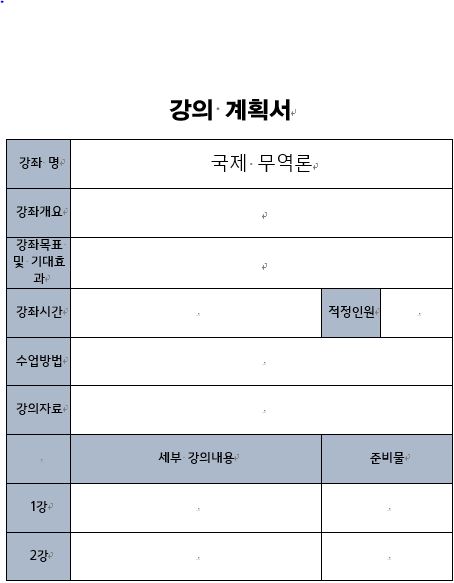 강의 계획서
강좌 명
국제 무역론
강좌개요
강좌목표
및 기대효
과
강좌시간
적정인원
수업방법
강의자료
세부 강의내용
준비물
1강
2강